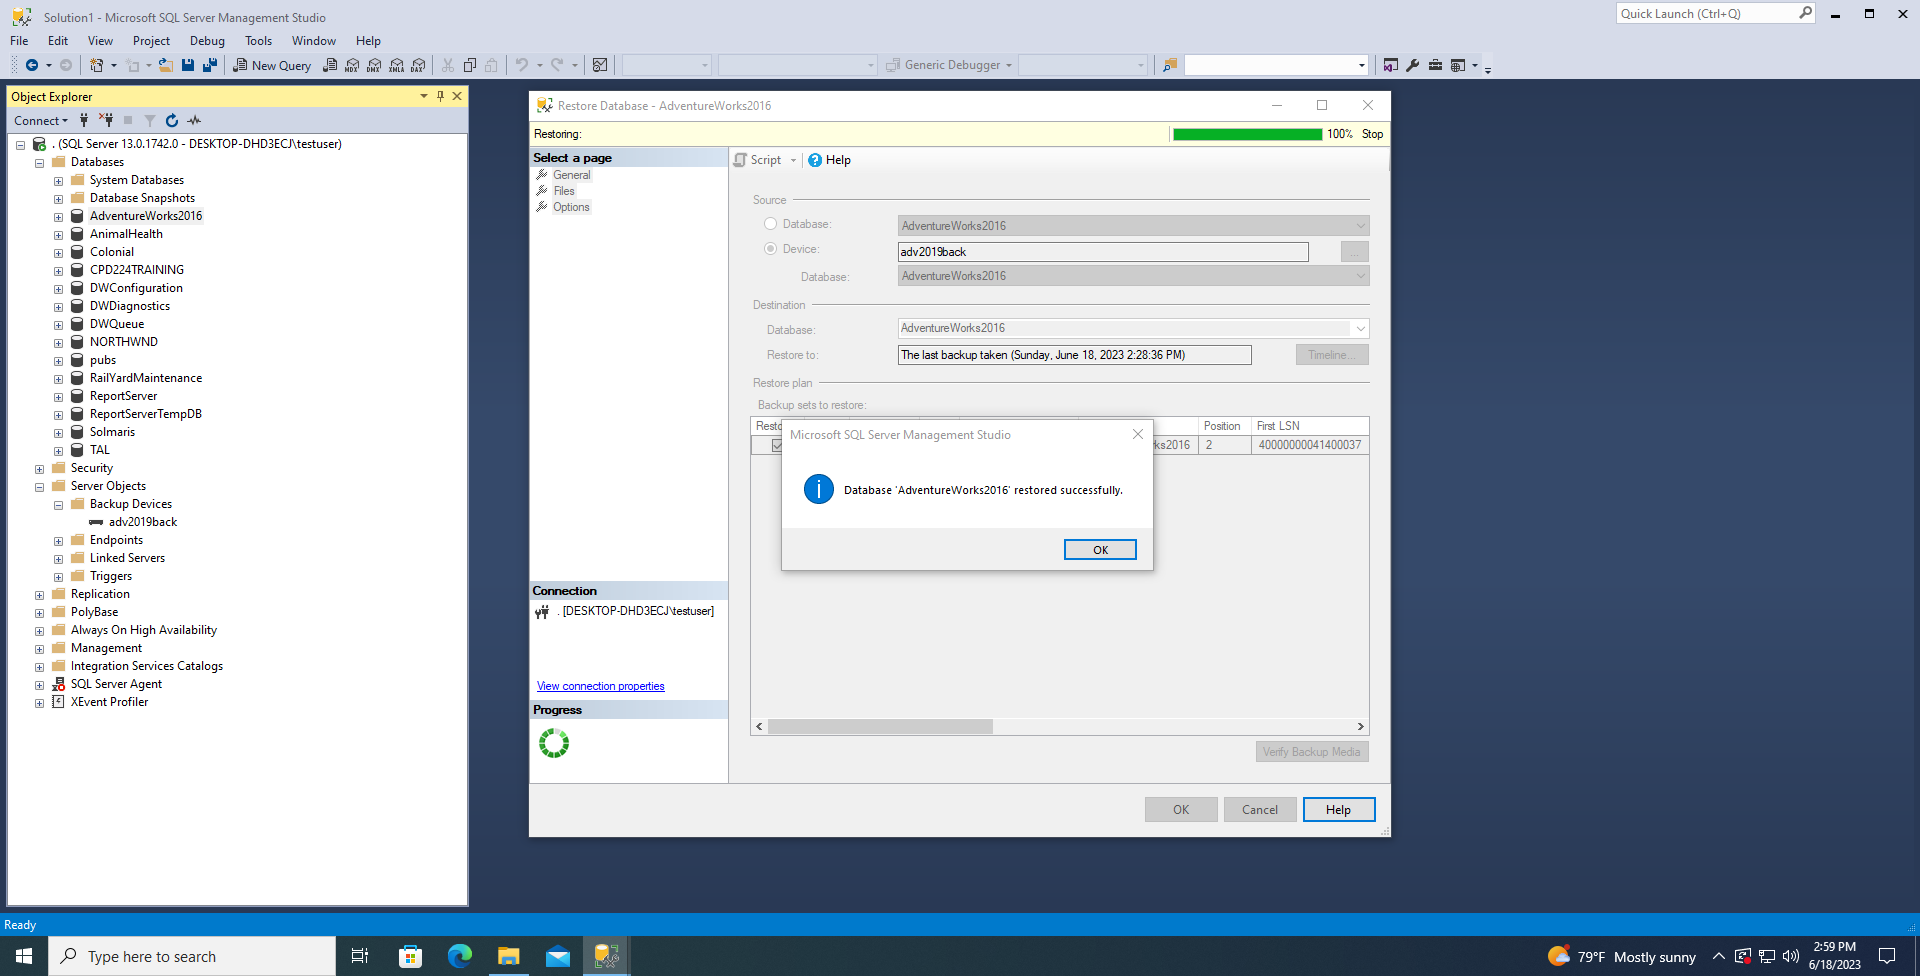 Solution1 - Microsoft SQL Server Management Studio
Quick Launch (Ctrl+Q)
File Edit View Project Debug Tools Window Help
New Query MDX DMX XMLA DAX Generic Debugger
Object Explorer
Connect
. (SQL Server 13.0.1742.0 - DESKTOP-DHD3ECJ\testuser)
Databases
System Databases
Database Snapshots
AdventureWorks2016
AnimalHealth
Colonial
CPD224TRAINING
DWConfiguration
DWDiagnostics
DWQueue
NORTHWND
pubs
RailYardMaintenance
ReportServer
ReportServerTempDB
Solmaris
TAL
Security
Server Objects
Backup Devices
adv2019back
Endpoints
Linked Servers
Triggers
Replication
PolyBase
Always On High Availability
Management
Integration Services Catalogs
SQL Server Agent
XEvent Profiler
Restore Database - AdventureWorks2016
Restoring: 100% Stop
Select a page
General
Files
Options
Script Help
Source
Database: AdventureWorks2016
Device: adv2019back ...
Database: AdventureWorks2016
Destination
Database: AdventureWorks2016
Restore to: The last backup taken (Sunday, June 18, 2023 2:28:36 PM) Timeline...
Restore plan
Backup sets to restore:
Resto Position First LSN
ks2016 2 40000000041400037
Microsoft SQL Server Management Studio
Database 'AdventureWorks2016' restored successfully.
OK
Connection
. [DESKTOP-DHD3ECJ\testuser]
View connection properties
Progress
Verify Backup Media
OK Cancel Help
Ready
Type here to search
79°F Mostly sunny
2:59 PM
6/18/2023